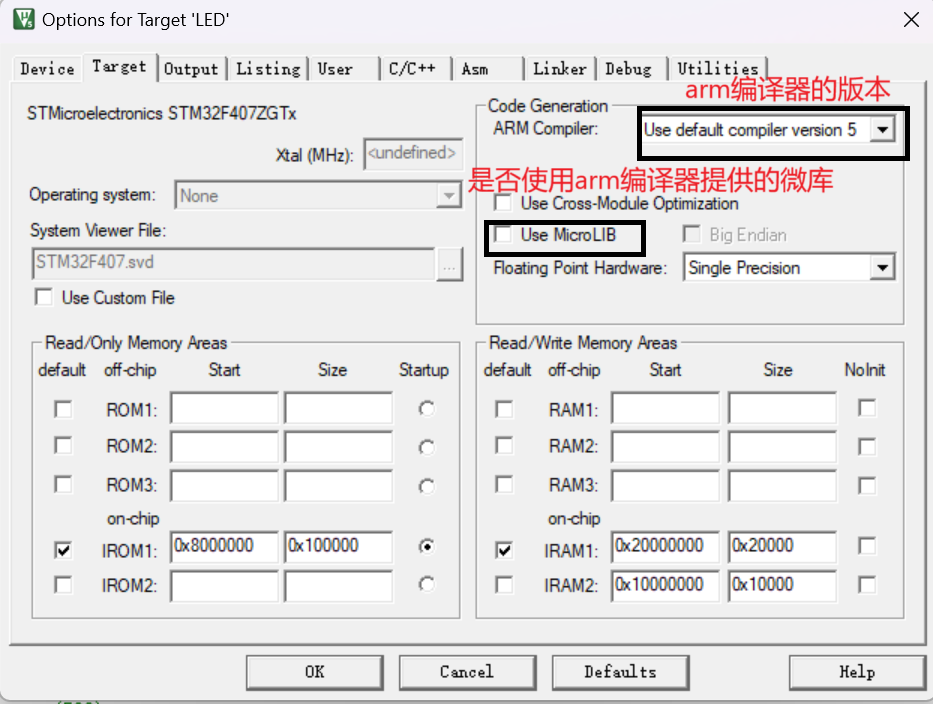 Options for Target 'LED'
Device Target Output Listing User C/C++ Asm Linker Debug Utilities
arm编译器的版本
STMicroelectronics STM32F407ZGTx
Xtal (MHz): <undefined>
Operating system: None
System Viewer File:
STM32F407.svd ...
Use Custom File
Code Generation
ARM Compiler: Use default compiler version 5
是否使用arm编译器提供的微库
Use Cross-Module Optimization
Use MicroLIB Big Endian
Floating Point Hardware: Single Precision
Read/Only Memory Areas
default off-chip Start Size Startup
ROM1:
ROM2:
ROM3:
on-chip
IROM1: 0x8000000 0x100000
IROM2:
Read/Write Memory Areas
default off-chip Start Size NoInit
RAM1:
RAM2:
RAM3:
on-chip
IRAM1: 0x20000000 0x20000
IRAM2: 0x10000000 0x10000
OK Cancel Defaults Help